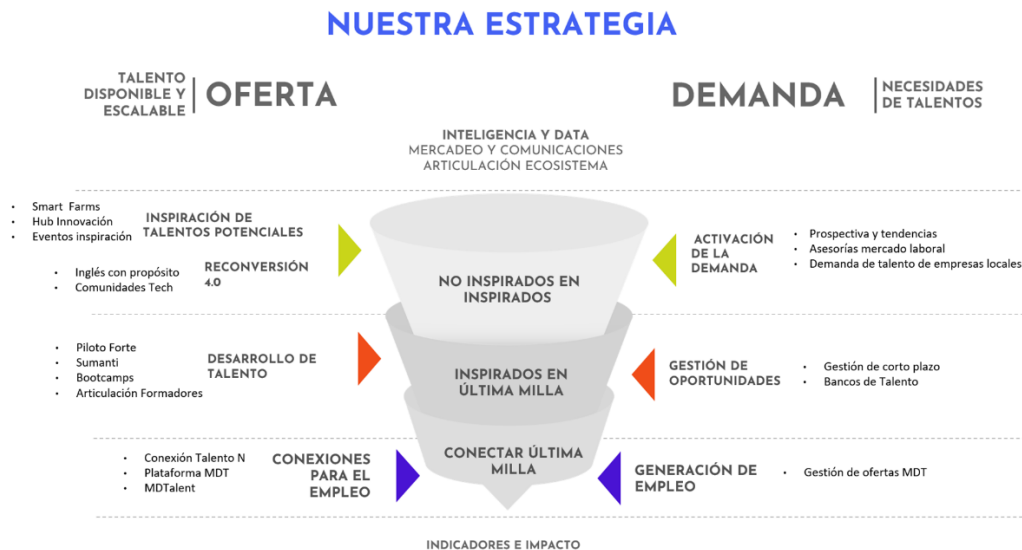 NUESTRA ESTRATEGIA
TALENTO
DISPONIBLE Y
ESCALABLE
OFERTA
DEMANDA
NECESIDADES
DE TALENTOS
INTELIGENCIA Y DATA
MERCADEO Y COMUNICACIONES
ARTICULACIÓN ECOSISTEMA
• Smart Farms
• Hub Innovación
• Eventos inspiración
INSPIRACIÓN DE
TALENTOS POTENCIALES
• Inglés con propósito
• Comunidades Tech
RECONVERSIÓN
4.0
NO INSPIRADOS EN
INSPIRADOS
ACTIVACIÓN
DE LA
DEMANDA
• Prospectiva y tendencias
• Asesorías mercado laboral
• Demanda de talento de empresas locales
• Piloto Forte
• Sumanti
• Bootcamps
• Articulación Formadores
DESARROLLO DE
TALENTO
INSPIRADOS EN
ÚLTIMA MILLA
GESTIÓN DE
OPORTUNIDADES
• Gestión de corto plazo
• Bancos de Talento
• Conexión Talento N
• Plataforma MDT
• MDTalent
CONEXIONES
PARA EL
EMPLEO
CONECTAR ÚLTIMA
MILLA
GENERACIÓN DE
EMPLEO
• Gestión de ofertas MDT
INDICADORES E IMPACTO